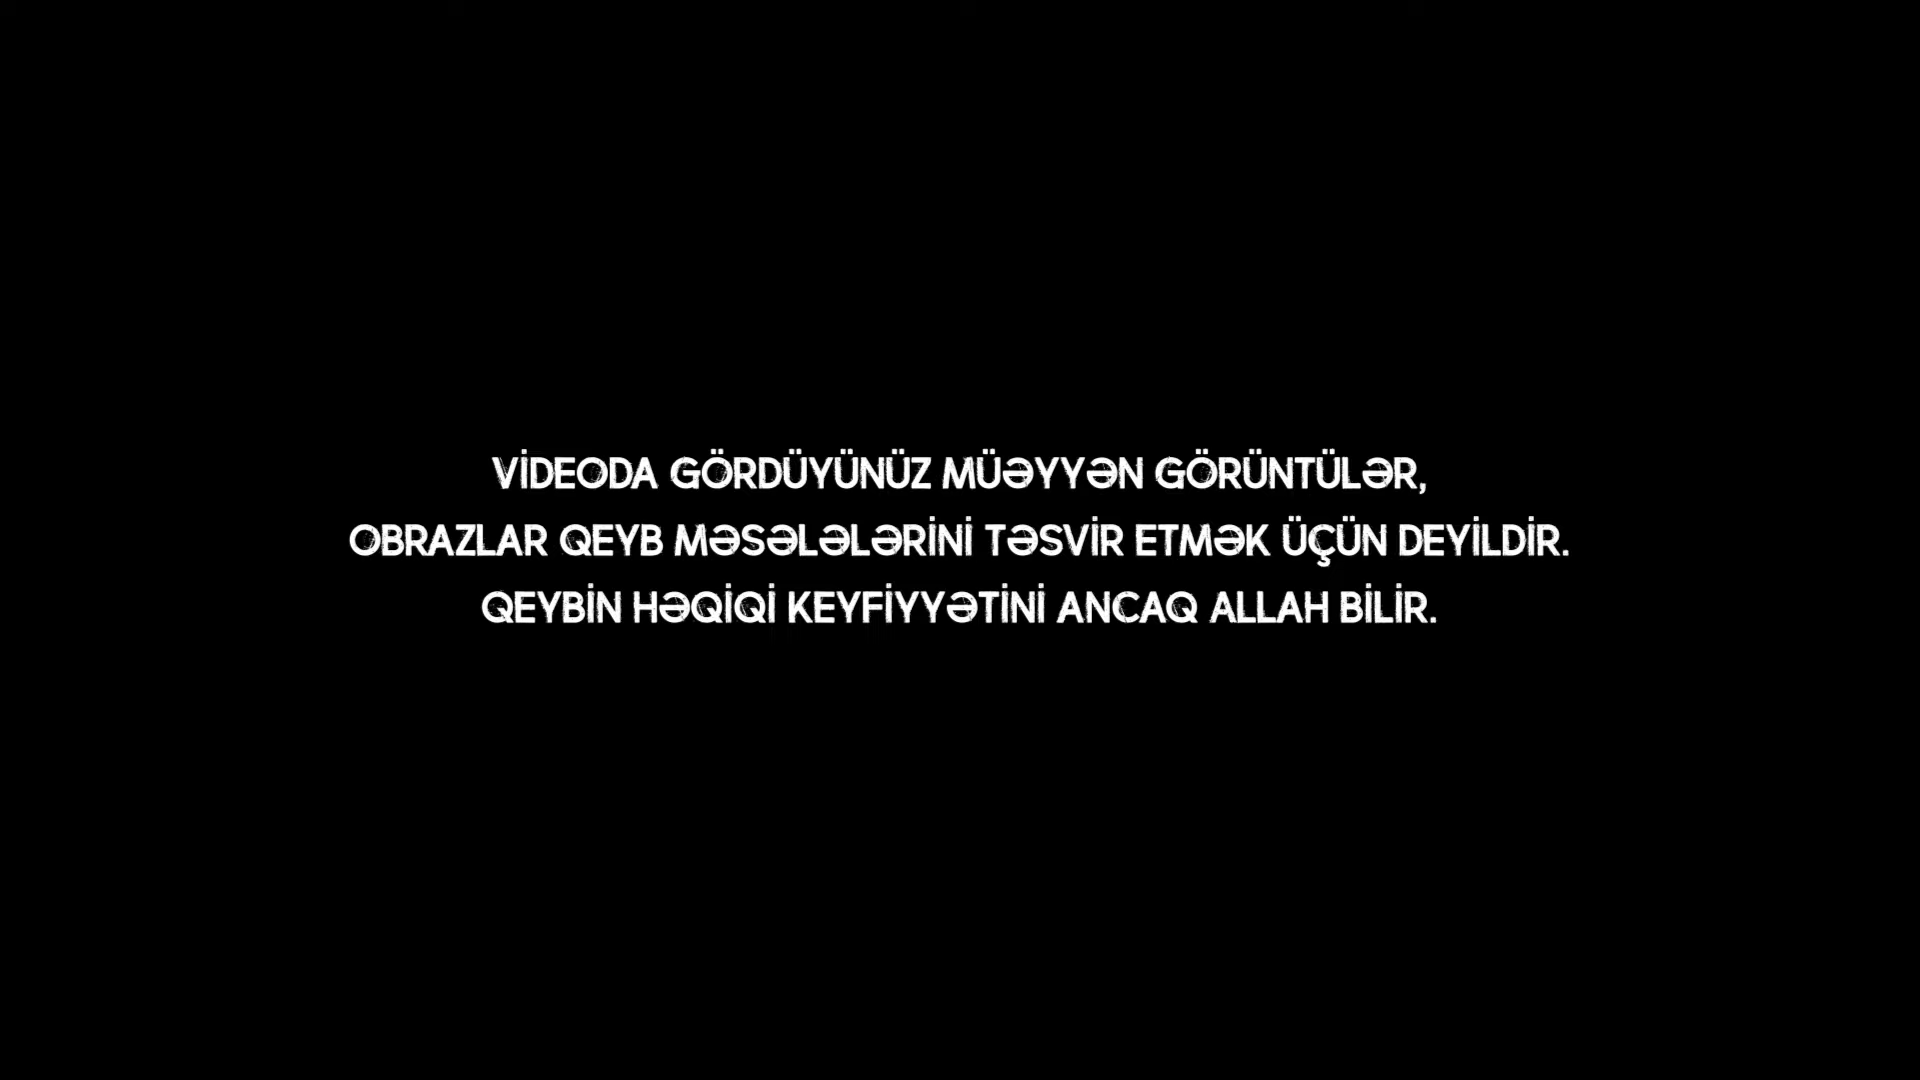 VİDEODA GÖRDÜYÜNÜZ MÜƏYYƏN GÖRÜNTÜLƏR,
OBRAZLAR QEYB MƏSƏLƏLƏRİNİ TƏSVİR ETMƏK ÜÇÜN DEYİLDİR.
QEYBİN HƏQİQİ KEYFİYYƏTİNİ ANCAQ ALLAH BİLİR.